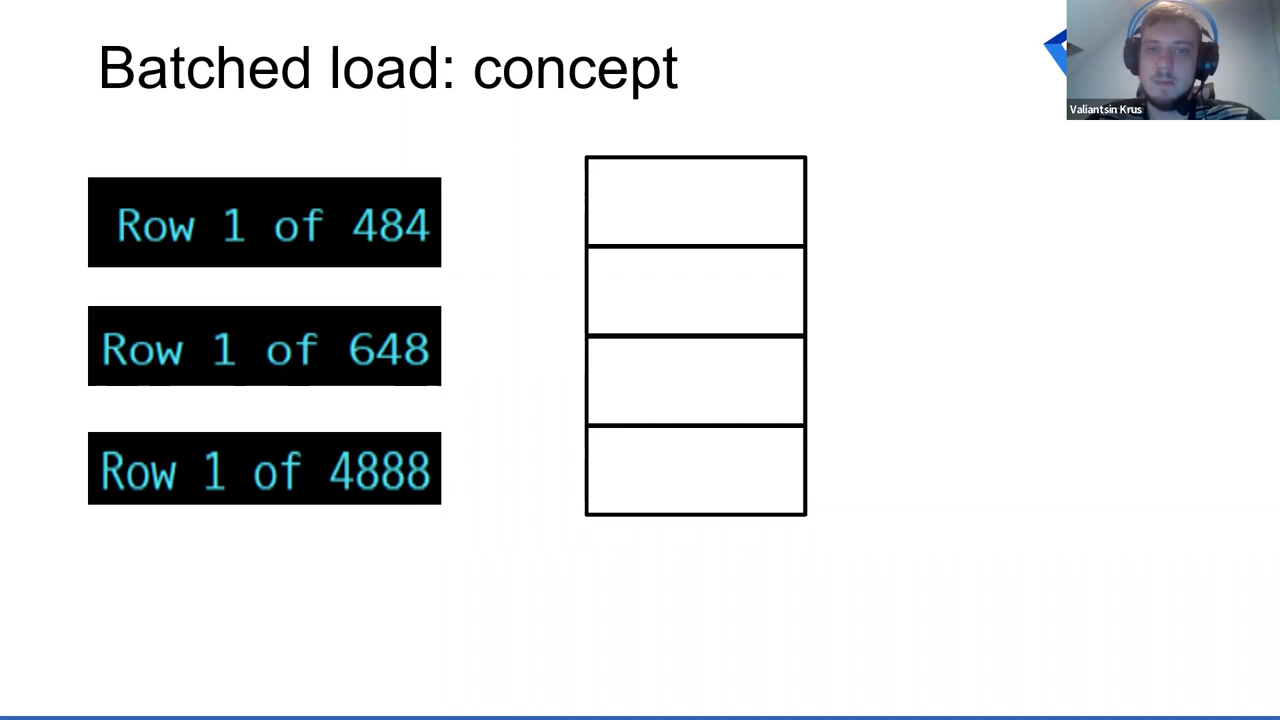 Batched load: concept
Valiantsin Krus
Row 1 of 484
Row 1 of 648
Row 1 of 4888